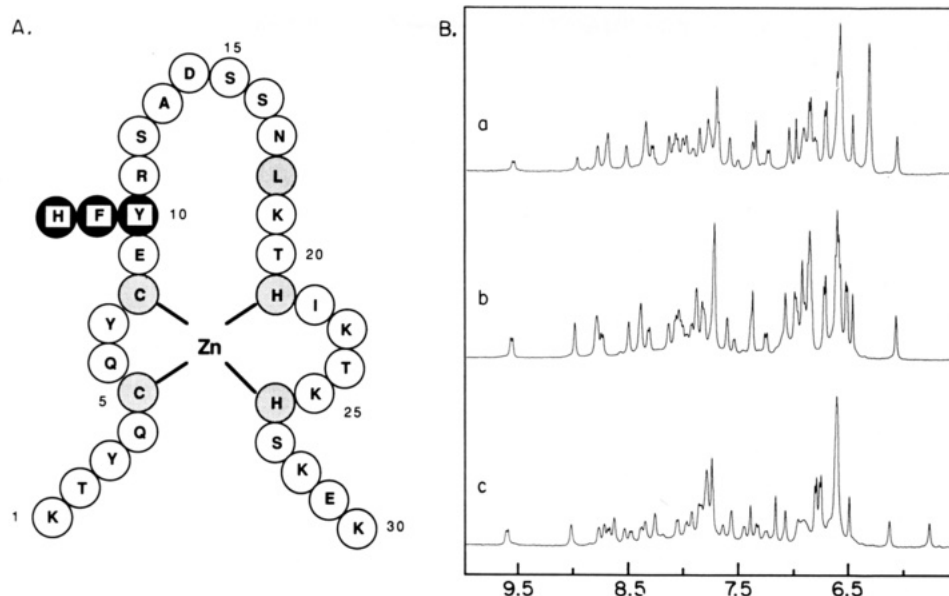 A.
15
D S
A S
S N
R L
H F Y 10 K
E T 20
C H I
Y Zn K
Q T
5 C H K 25
Q S
Y K
T E
1 K K 30
B.
a
b
c
9.5 8.5 7.5 6.5